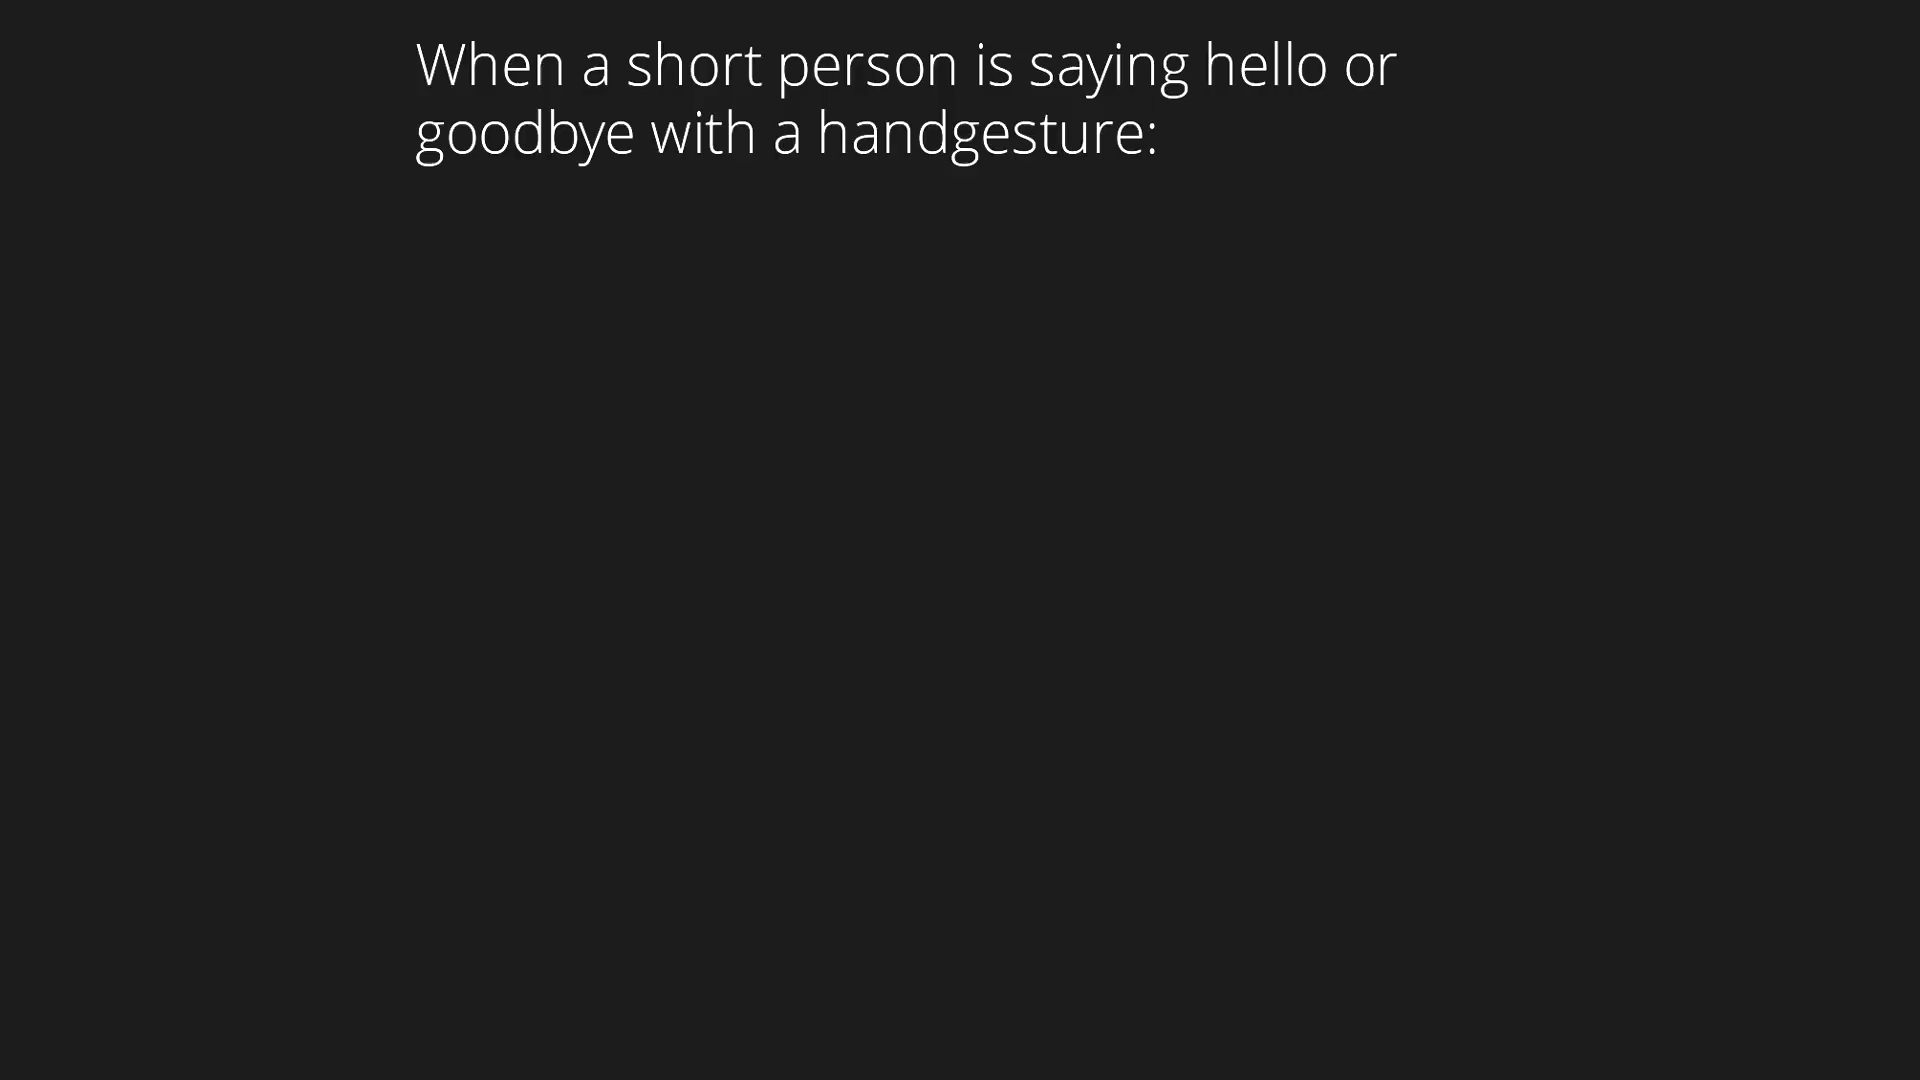 When a short person is saying hello or
goodbye with a handgesture: